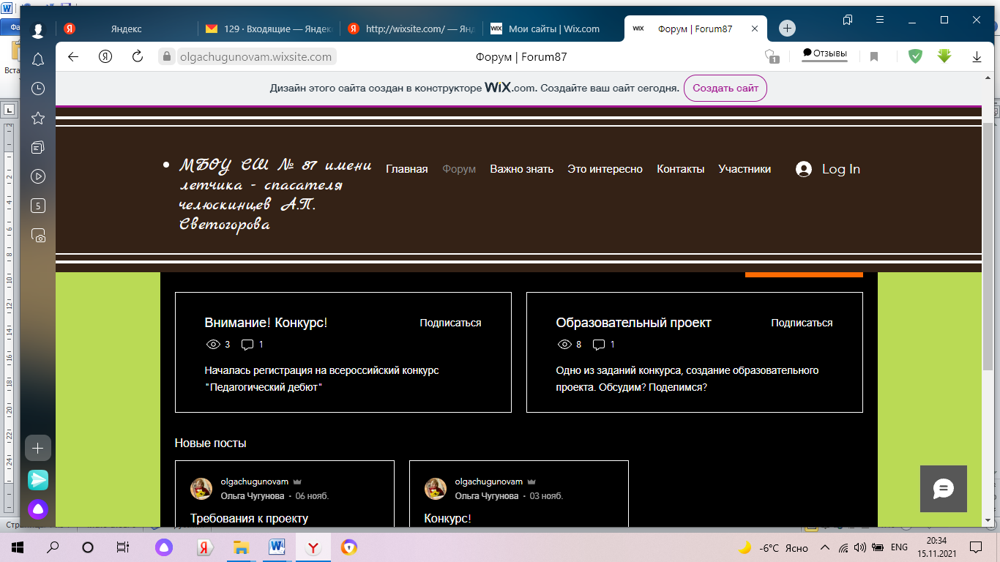 Фа
Яндекс
129 · Входящие — Яндекс
http://wixsite.com/ — Янд
WiX
Мои сайты | Wix.com
WiX
Форум | Forum87
olgachugunovam.wixsite.com
Форум | Forum87
1
Отзывы
Вста
Дизайн этого сайта создан в конструкторе WiX.com. Создайте ваш сайт сегодня.
Создать сайт
МБОУ СШ № 87 имени
летчика - спасателя
челюскинцев А.П.
Светогорова
Главная
Форум
Важно знать
Это интересно
Контакты
Участники
Log In
5
Внимание! Конкурс!
Подписаться
3
1
Началась регистрация на всероссийский конкурс
"Педагогический дебют"
Образовательный проект
Подписаться
8
1
Одно из заданий конкурса, создание образовательного
проекта. Обсудим? Поделимся?
Новые посты
olgachugunovam
Ольга Чугунова · 06 нояб.
Требования к проекту
olgachugunovam
Ольга Чугунова · 03 нояб.
Конкурс!
-6°C Ясно
ENG
20:34
15.11.2021